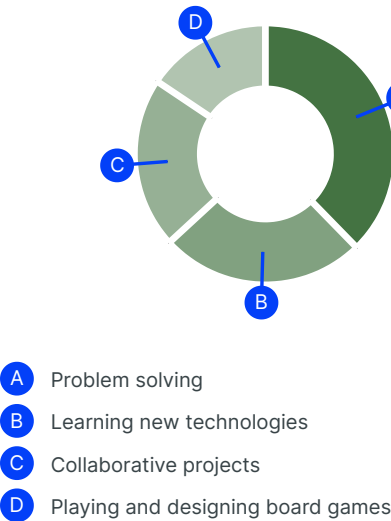 D
C
B
A Problem solving
B Learning new technologies
C Collaborative projects
D Playing and designing board games